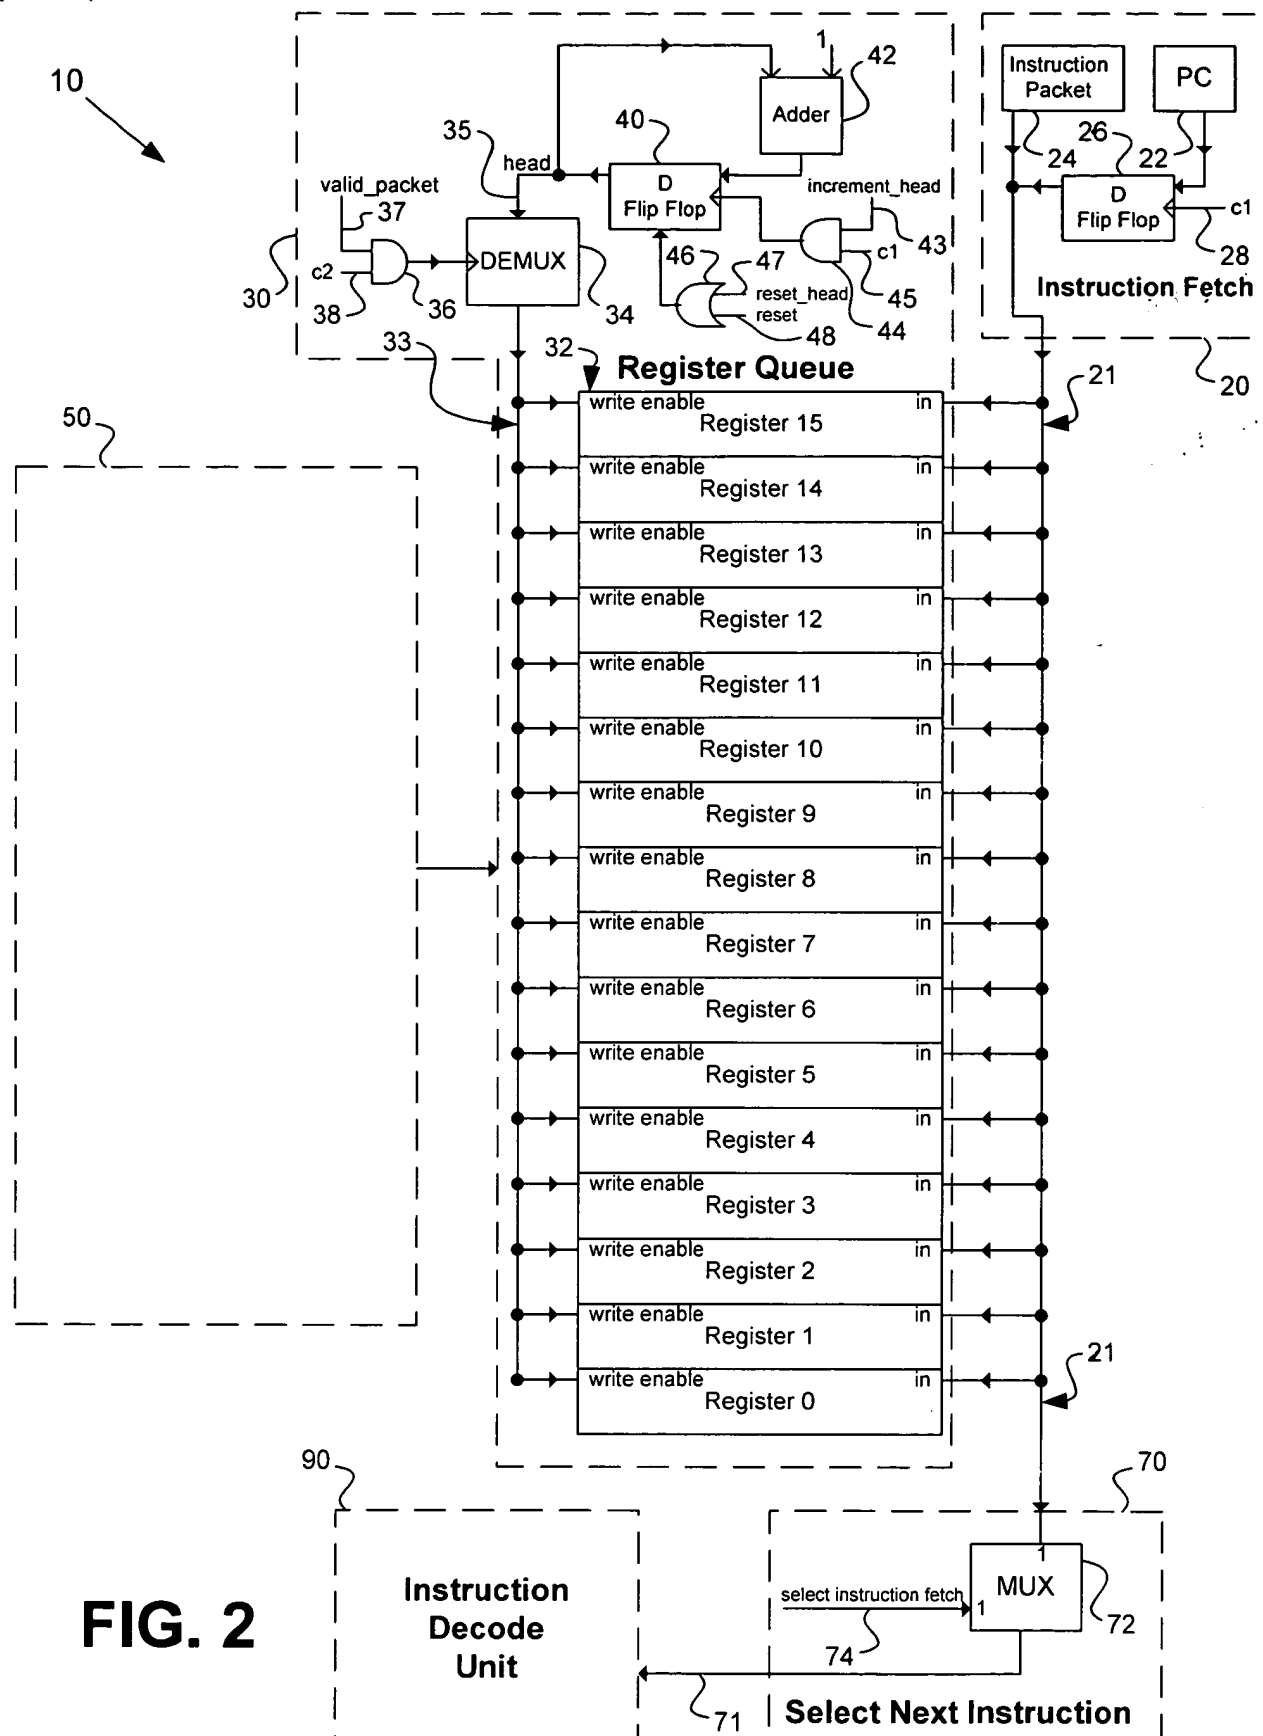 10
valid_packet
37
c2
38
36
30
35
head
DEMUX
34
33
40
D
Flip Flop
1
42
Adder
increment_head
43
c1
45
44
46
47
reset_head
reset
48
Instruction
Packet
PC
24
26
22
D
Flip Flop
c1
28
Instruction Fetch
20
21
32
Register Queue
50
write enable in
Register 15
write enable in
Register 14
write enable in
Register 13
write enable in
Register 12
write enable in
Register 11
write enable in
Register 10
write enable in
Register 9
write enable in
Register 8
write enable in
Register 7
write enable in
Register 6
write enable in
Register 5
write enable in
Register 4
write enable in
Register 3
write enable in
Register 2
write enable in
Register 1
write enable in
Register 0
21
90
70
Instruction
Decode
Unit
1
MUX
select instruction fetch
1
72
74
71
Select Next Instruction
FIG. 2